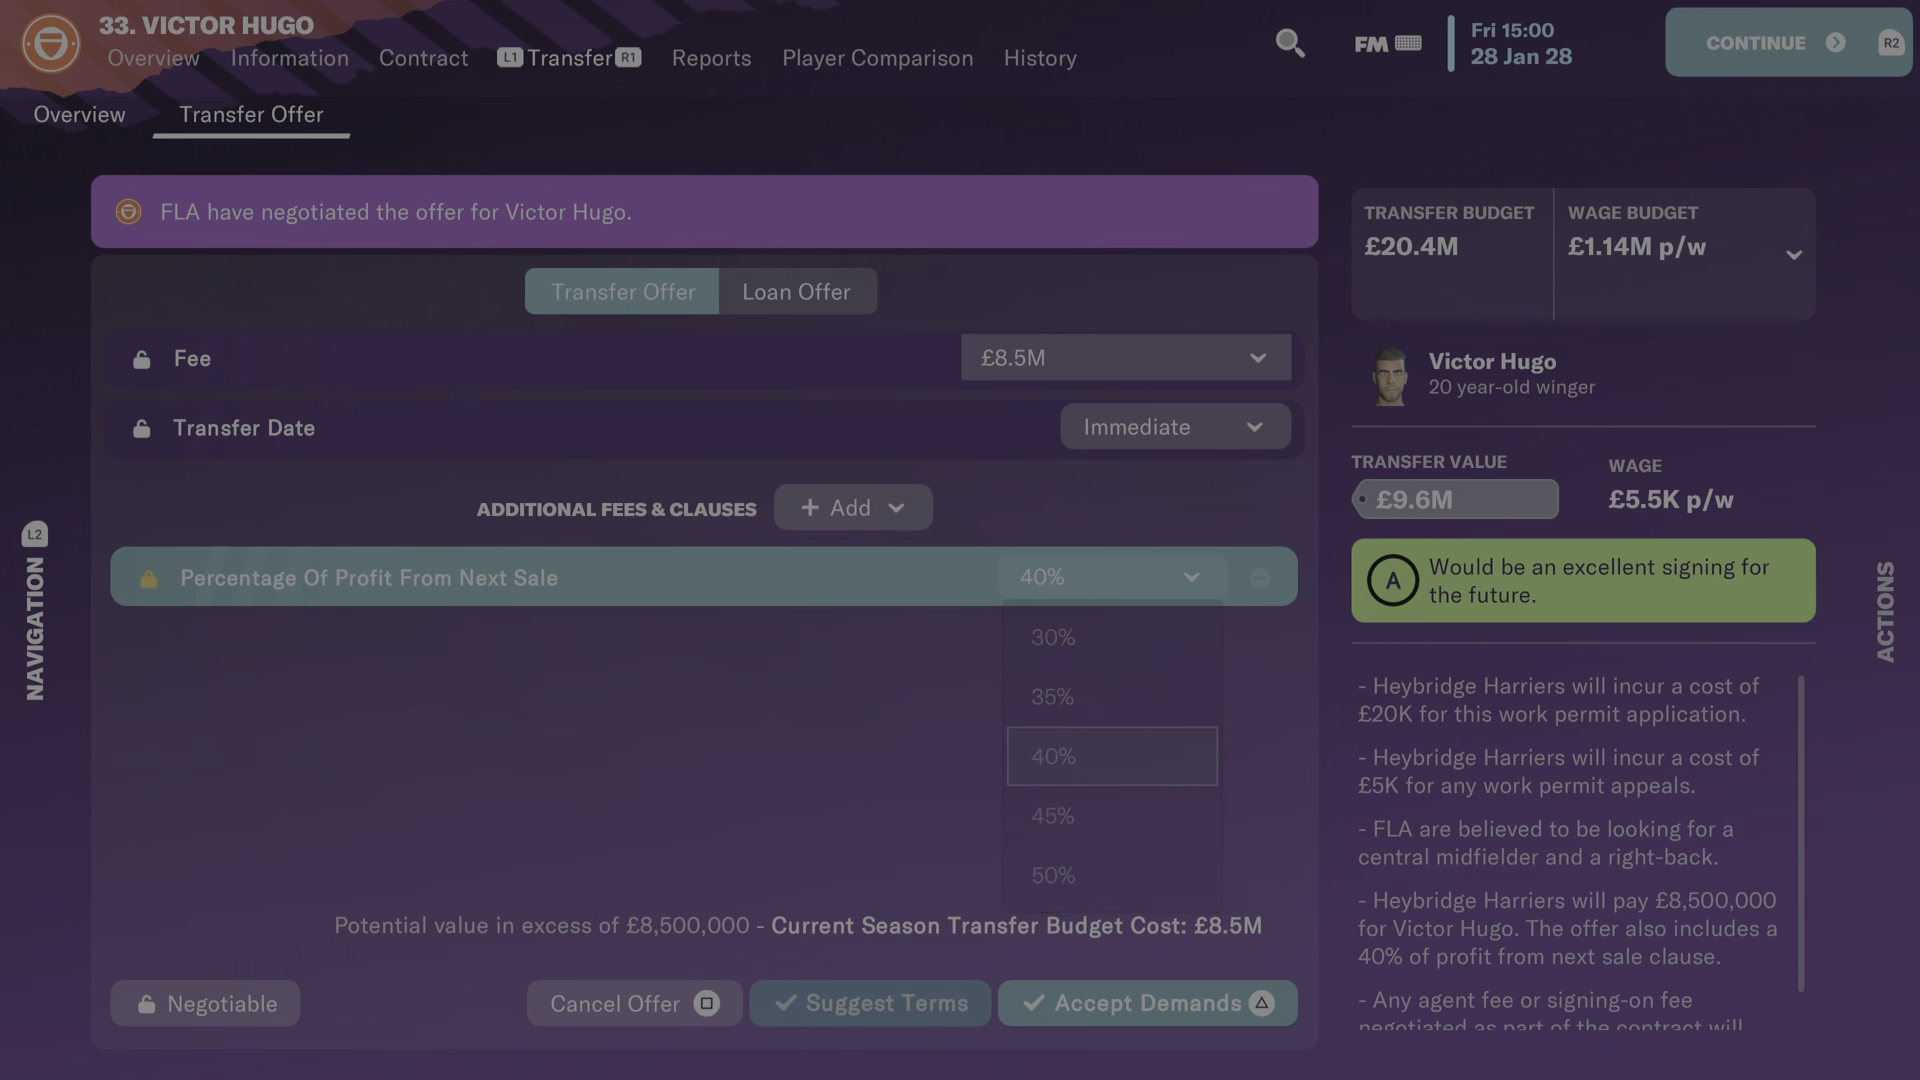 33. VICTOR HUGO
Overview
Information
Contract
L1 Transfer R1
Reports
Player Comparison
History
FM
Fri 15:00
28 Jan 28
CONTINUE
R2
Overview
Transfer Offer
FLA have negotiated the offer for Victor Hugo.
Transfer Offer
Loan Offer
Fee
£8.5M
Transfer Date
Immediate
ADDITIONAL FEES & CLAUSES
+ Add
Percentage Of Profit From Next Sale
40%
30%
35%
40%
45%
50%
Potential value in excess of £8,500,000 - Current Season Transfer Budget Cost: £8.5M
Negotiable
Cancel Offer
Suggest Terms
Accept Demands
L2
NAVIGATION
TRANSFER BUDGET
£20.4M
WAGE BUDGET
£1.14M p/w
Victor Hugo
20 year-old winger
TRANSFER VALUE
£9.6M
WAGE
£5.5K p/w
A
Would be an excellent signing for
the future.
- Heybridge Harriers will incur a cost of
£20K for this work permit application.
- Heybridge Harriers will incur a cost of
£5K for any work permit appeals.
- FLA are believed to be looking for a
central midfielder and a right-back.
- Heybridge Harriers will pay £8,500,000
for Victor Hugo. The offer also includes a
40% of profit from next sale clause.
- Any agent fee or signing-on fee
negotiated as part of the contract will
ACTIONS